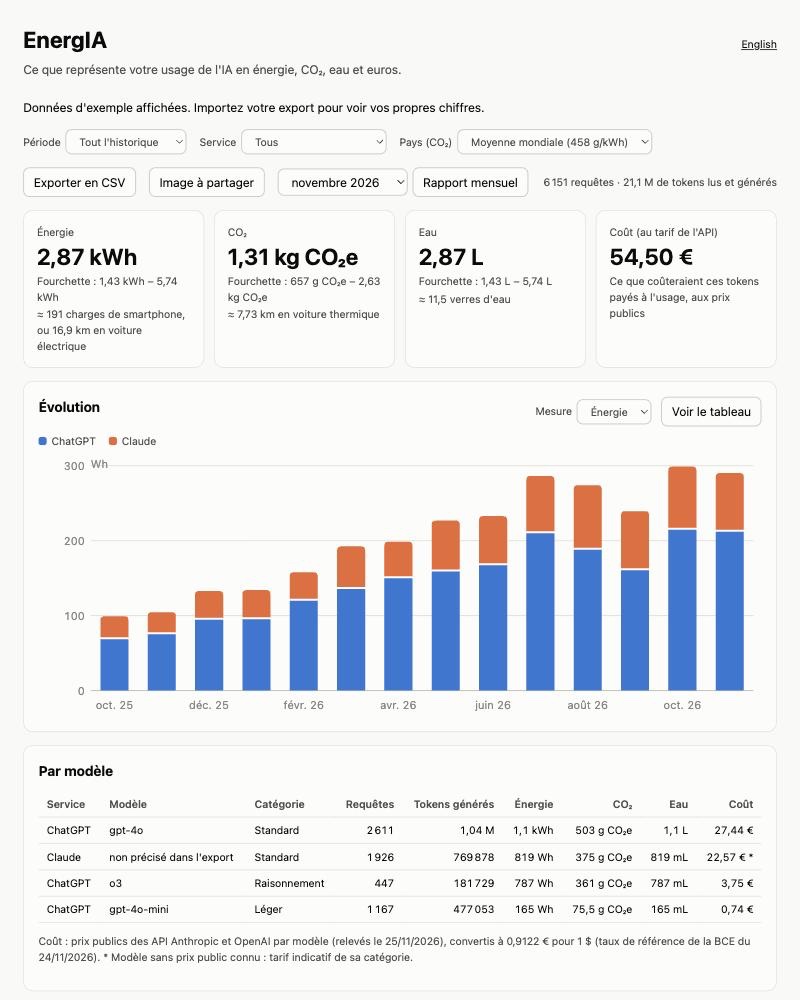 EnergIA
English
Ce que représente votre usage de l'IA en énergie, CO₂, eau et euros.
Données d'exemple affichées. Importez votre export pour voir vos propres chiffres.
Période Tout l'historique Service Tous Pays (CO₂) Moyenne mondiale (458 g/kWh)
Exporter en CSV Image à partager novembre 2026 Rapport mensuel 6 151 requêtes · 21,1 M de tokens lus et générés
Énergie
2,87 kWh
Fourchette : 1,43 kWh – 5,74
kWh
≈ 191 charges de smartphone,
ou 16,9 km en voiture
électrique
CO₂
1,31 kg CO₂e
Fourchette : 657 g CO₂e – 2,63
kg CO₂e
≈ 7,73 km en voiture thermique
Eau
2,87 L
Fourchette : 1,43 L – 5,74 L
≈ 11,5 verres d'eau
Coût (au tarif de l'API)
54,50 €
Ce que coûteraient ces tokens
payés à l'usage, aux prix
publics
Évolution
Mesure Énergie Voir le tableau
ChatGPT Claude
300 Wh
200
100
0
oct. 25 déc. 25 févr. 26 avr. 26 juin 26 août 26 oct. 26
Par modèle
Service Modèle Catégorie Requêtes Tokens générés Énergie CO₂ Eau Coût
ChatGPT gpt-4o Standard 2 611 1,04 M 1,1 kWh 503 g CO₂e 1,1 L 27,44 €
Claude non précisé dans l'export Standard 1 926 769 878 819 Wh 375 g CO₂e 819 mL 22,57 € *
ChatGPT o3 Raisonnement 447 181 729 787 Wh 361 g CO₂e 787 mL 3,75 €
ChatGPT gpt-4o-mini Léger 1 167 477 053 165 Wh 75,5 g CO₂e 165 mL 0,74 €
Coût : prix publics des API Anthropic et OpenAI par modèle (relevés le 25/11/2026), convertis à 0,9122 € pour 1 $ (taux de référence de la BCE du
24/11/2026). * Modèle sans prix public connu : tarif indicatif de sa catégorie.